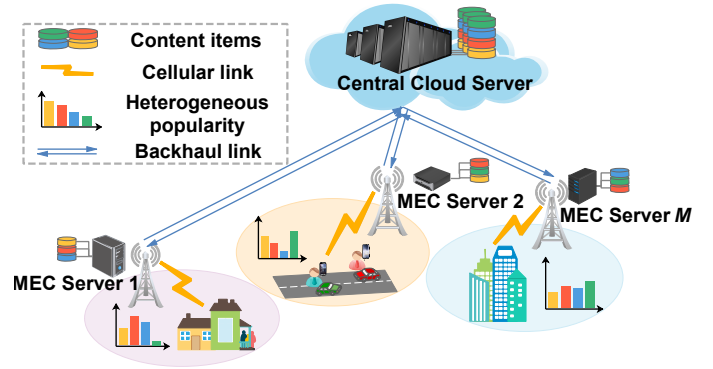 Content items
Cellular link
Heterogeneous
popularity
Backhaul link
Central Cloud Server
MEC Server 2
MEC Server M
MEC Server 1